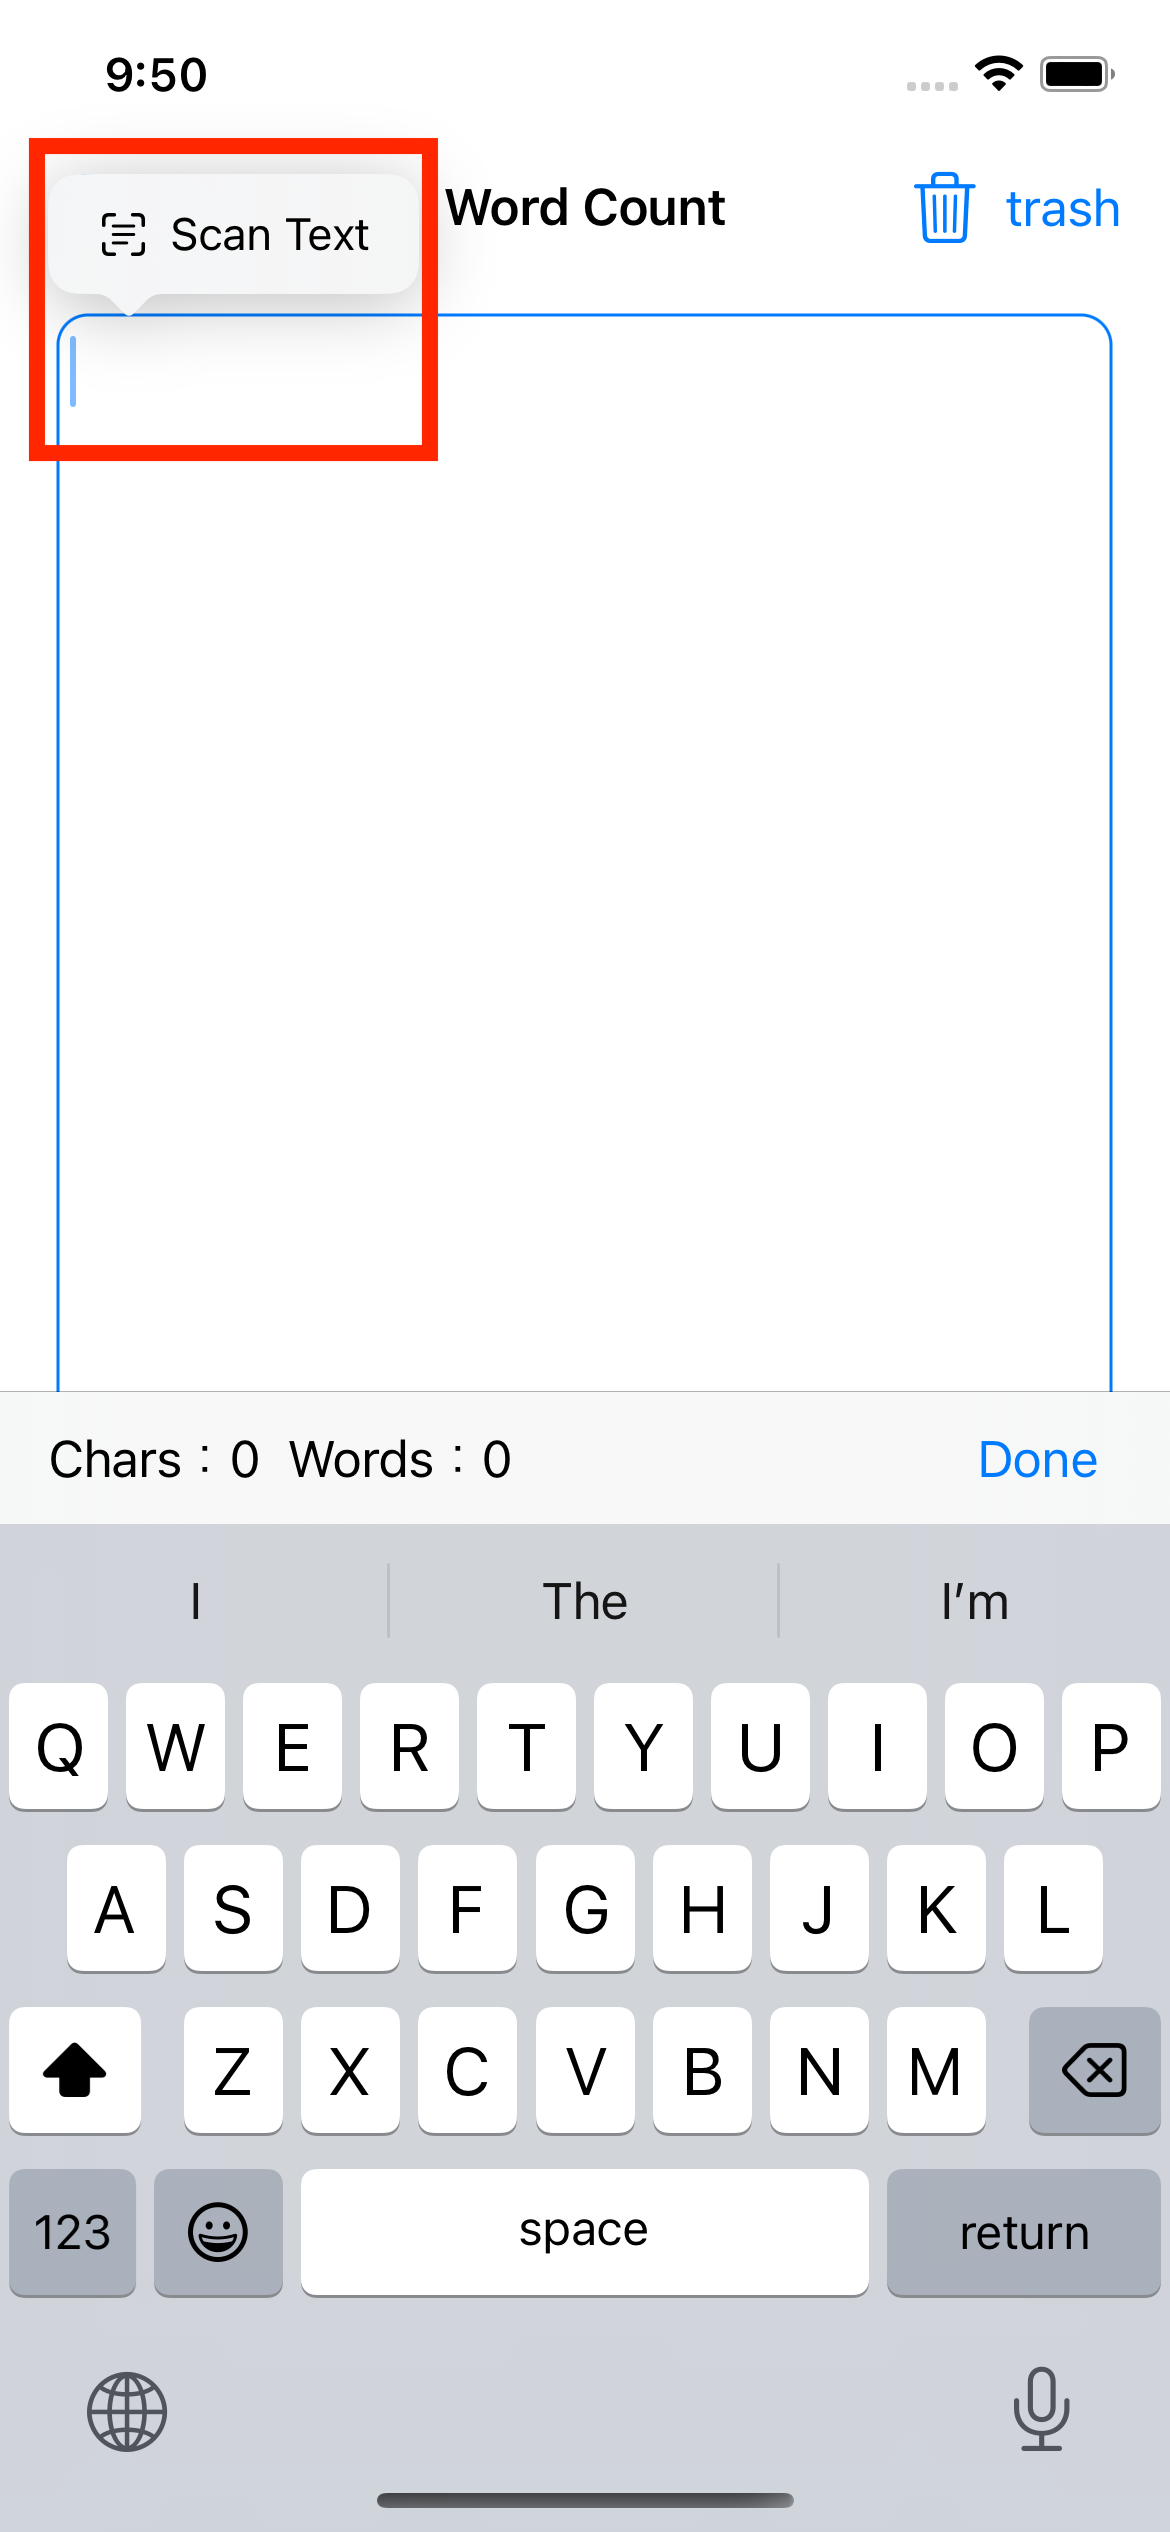 9:50
Scan Text
Word Count
trash
Chars : 0 Words : 0
Done
I The I’m
Q W E R T Y U I O P
A S D F G H J K L
Z X C V B N M
123 space return